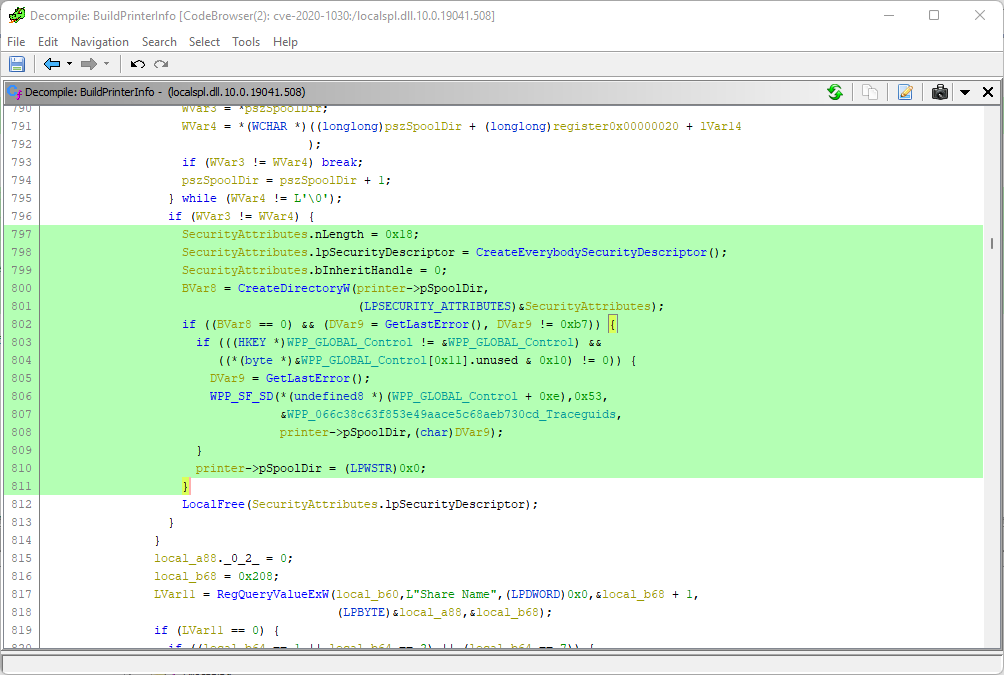 Decompile: BuildPrinterInfo [CodeBrowser(2): cve-2020-1030:/localspl.dll.10.0.19041.508]
File Edit Navigation Search Select Tools Help
Decompile: BuildPrinterInfo - (localspl.dll.10.0.19041.508)
790 WVar3 = *pszSpoolDir;
791 WVar4 = *(WCHAR *)((longlong)pszSpoolDir + (longlong)register0x00000020 + lVar14
792 );
793 if (WVar3 != WVar4) break;
794 pszSpoolDir = pszSpoolDir + 1;
795 } while (WVar4 != L'\0');
796 if (WVar3 != WVar4) {
797 SecurityAttributes.nLength = 0x18;
798 SecurityAttributes.lpSecurityDescriptor = CreateEverybodySecurityDescriptor();
799 SecurityAttributes.bInheritHandle = 0;
800 BVar8 = CreateDirectoryW(printer->pSpoolDir,
801 (LPSECURITY_ATTRIBUTES)&SecurityAttributes);
802 if ((BVar8 == 0) && (DVar9 = GetLastError(), DVar9 != 0xb7)) {
803 if (((HKEY *)WPP_GLOBAL_Control != &WPP_GLOBAL_Control) &&
804 ((*(byte *)&WPP_GLOBAL_Control[0x11].unused & 0x10) != 0)) {
805 DVar9 = GetLastError();
806 WPP_SF_SD(*(undefined8 *)(WPP_GLOBAL_Control + 0xe),0x53,
807 &WPP_066c38c63f853e49aace5c68aeb730cd_Traceguids,
808 printer->pSpoolDir,(char)DVar9);
809 }
810 printer->pSpoolDir = (LPWSTR)0x0;
811 }
812 LocalFree(SecurityAttributes.lpSecurityDescriptor);
813 }
814 }
815 local_a88._0_2_ = 0;
816 local_b68 = 0x208;
817 LVar11 = RegQueryValueExW(local_b60,L"Share Name",(LPDWORD)0x0,&local_b68 + 1,
818 (LPBYTE)&local_a88,&local_b68);
819 if (LVar11 == 0) {
820 if ((local_b64 == 1 || local_b64 == 2) || (local_b64 == 7)) {